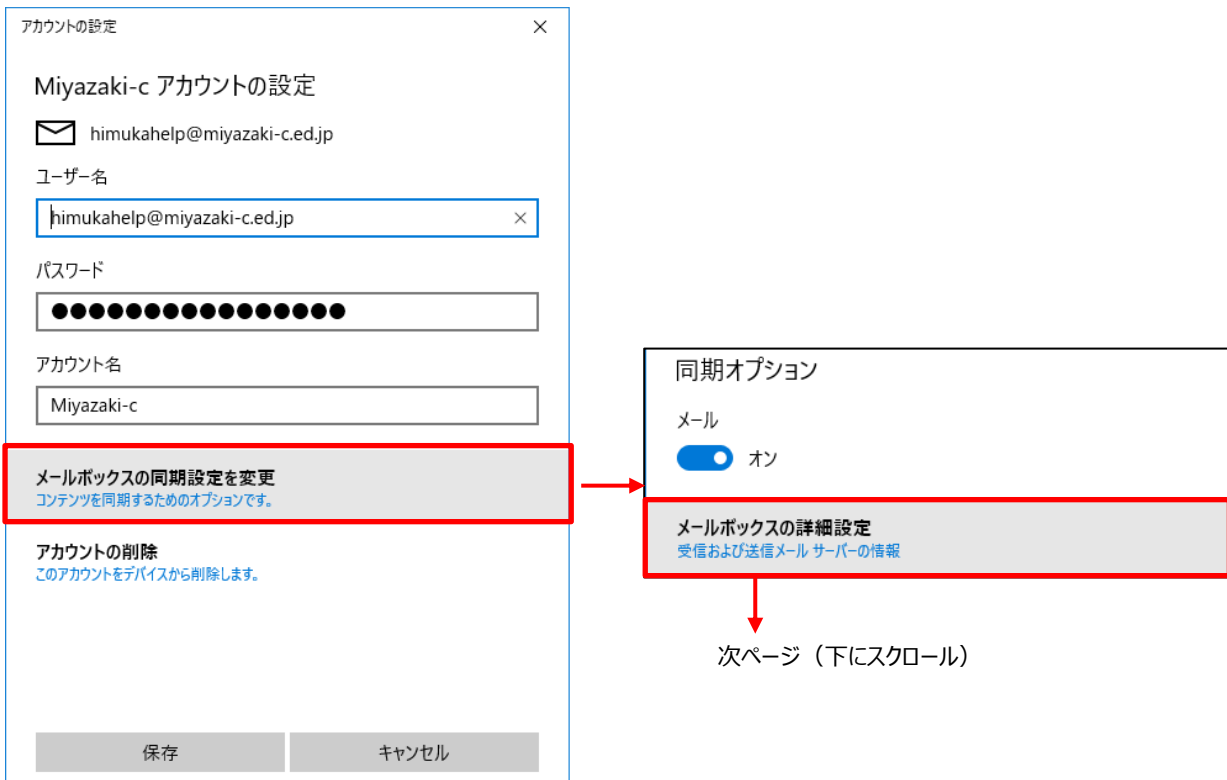 アカウントの設定
Miyazaki-c アカウントの設定
himukahelp@miyazaki-c.ed.jp
ユーザー名
himukahelp@miyazaki-c.ed.jp
パスワード
●●●●●●●●●●●●●●●●
アカウント名
Miyazaki-c
メールボックスの同期設定を変更
コンテンツを同期するためのオプションです。
アカウントの削除
このアカウントをデバイスから削除します。
保存
キャンセル
同期オプション
メール
オン
メールボックスの詳細設定
受信および送信メール サーバーの情報
次ページ（下にスクロール）